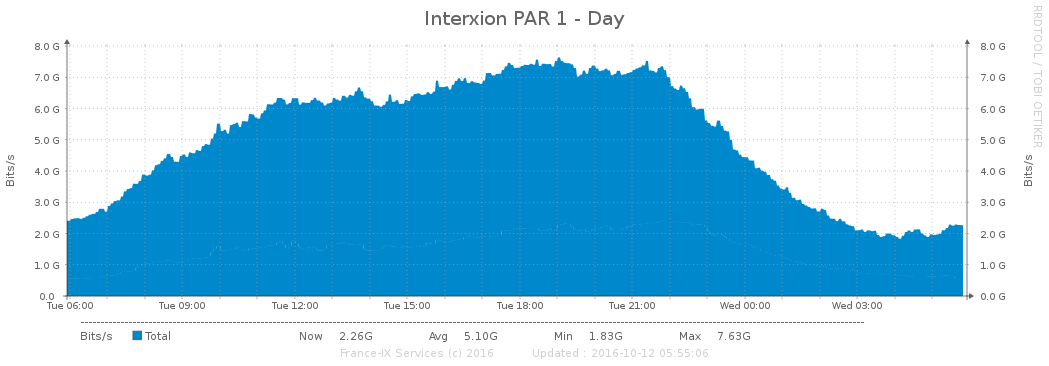 Interxion PAR 1 - Day
RRDTOOL / TOBI OETIKER
Bits/s
8.0 G 8.0 G
7.0 G 7.0 G
6.0 G 6.0 G
5.0 G 5.0 G
4.0 G 4.0 G
3.0 G 3.0 G
2.0 G 2.0 G
1.0 G 1.0 G
0.0 0.0 G
Bits/s
Tue 06:00 Tue 09:00 Tue 12:00 Tue 15:00 Tue 18:00 Tue 21:00 Wed 00:00 Wed 03:00
Bits/s Total Now 2.26G Avg 5.10G Min 1.83G Max 7.63G
France-IX Services (c) 2016 Updated : 2016-10-12 05:55:06